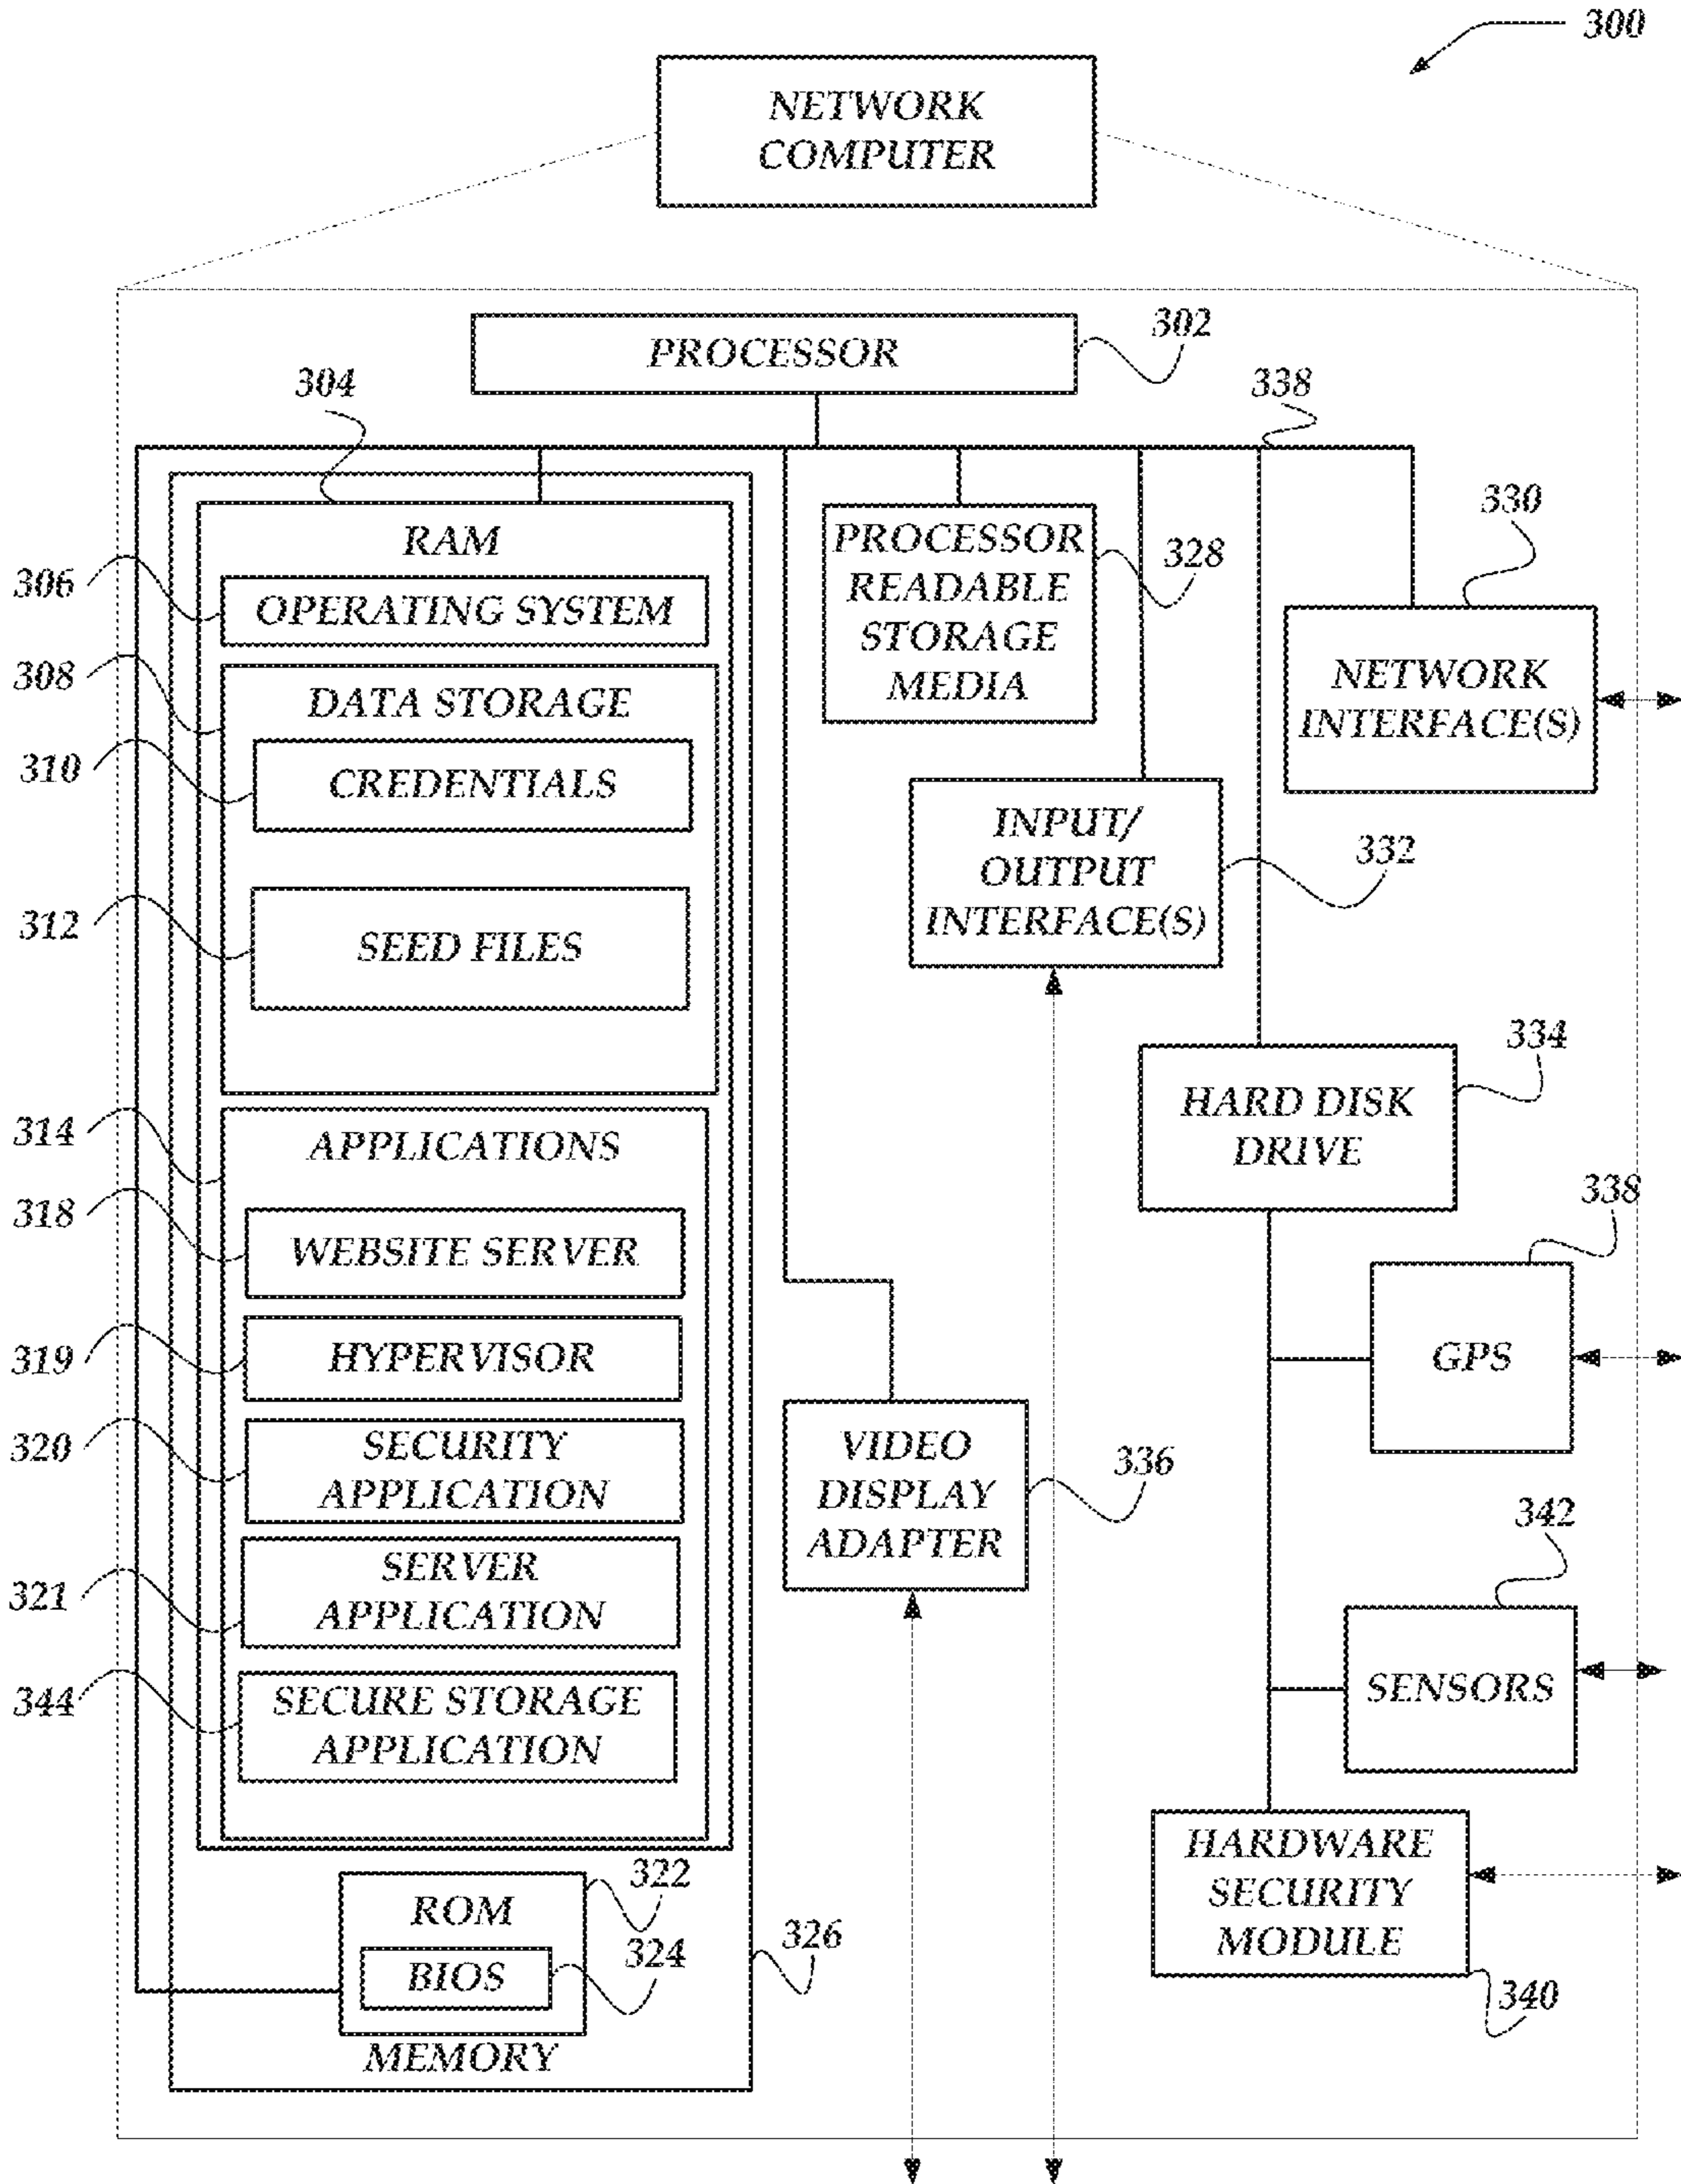 300
NETWORK
COMPUTER
PROCESSOR
302
304
338
RAM
306
OPERATING SYSTEM
308
DATA STORAGE
310
CREDENTIALS
312
SEED FILES
314
APPLICATIONS
318
WEBSITE SERVER
319
HYPERVISOR
320
SECURITY
APPLICATION
321
SERVER
APPLICATION
344
SECURE STORAGE
APPLICATION
322
ROM
324
BIOS
326
MEMORY
PROCESSOR
READABLE
STORAGE
MEDIA
328
330
NETWORK
INTERFACE(S)
INPUT/
OUTPUT
INTERFACE(S)
332
334
HARD DISK
DRIVE
338
GPS
VIDEO
DISPLAY
ADAPTER
336
342
SENSORS
HARDWARE
SECURITY
MODULE
340